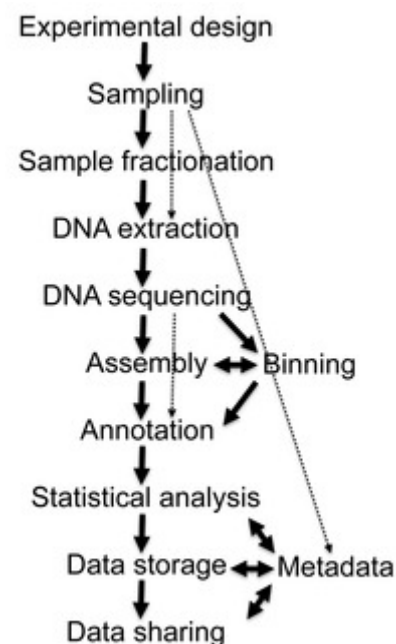 Experimental design
Sampling
Sample fractionation
DNA extraction
DNA sequencing
Assembly Binning
Annotation
Statistical analysis
Data storage Metadata
Data sharing